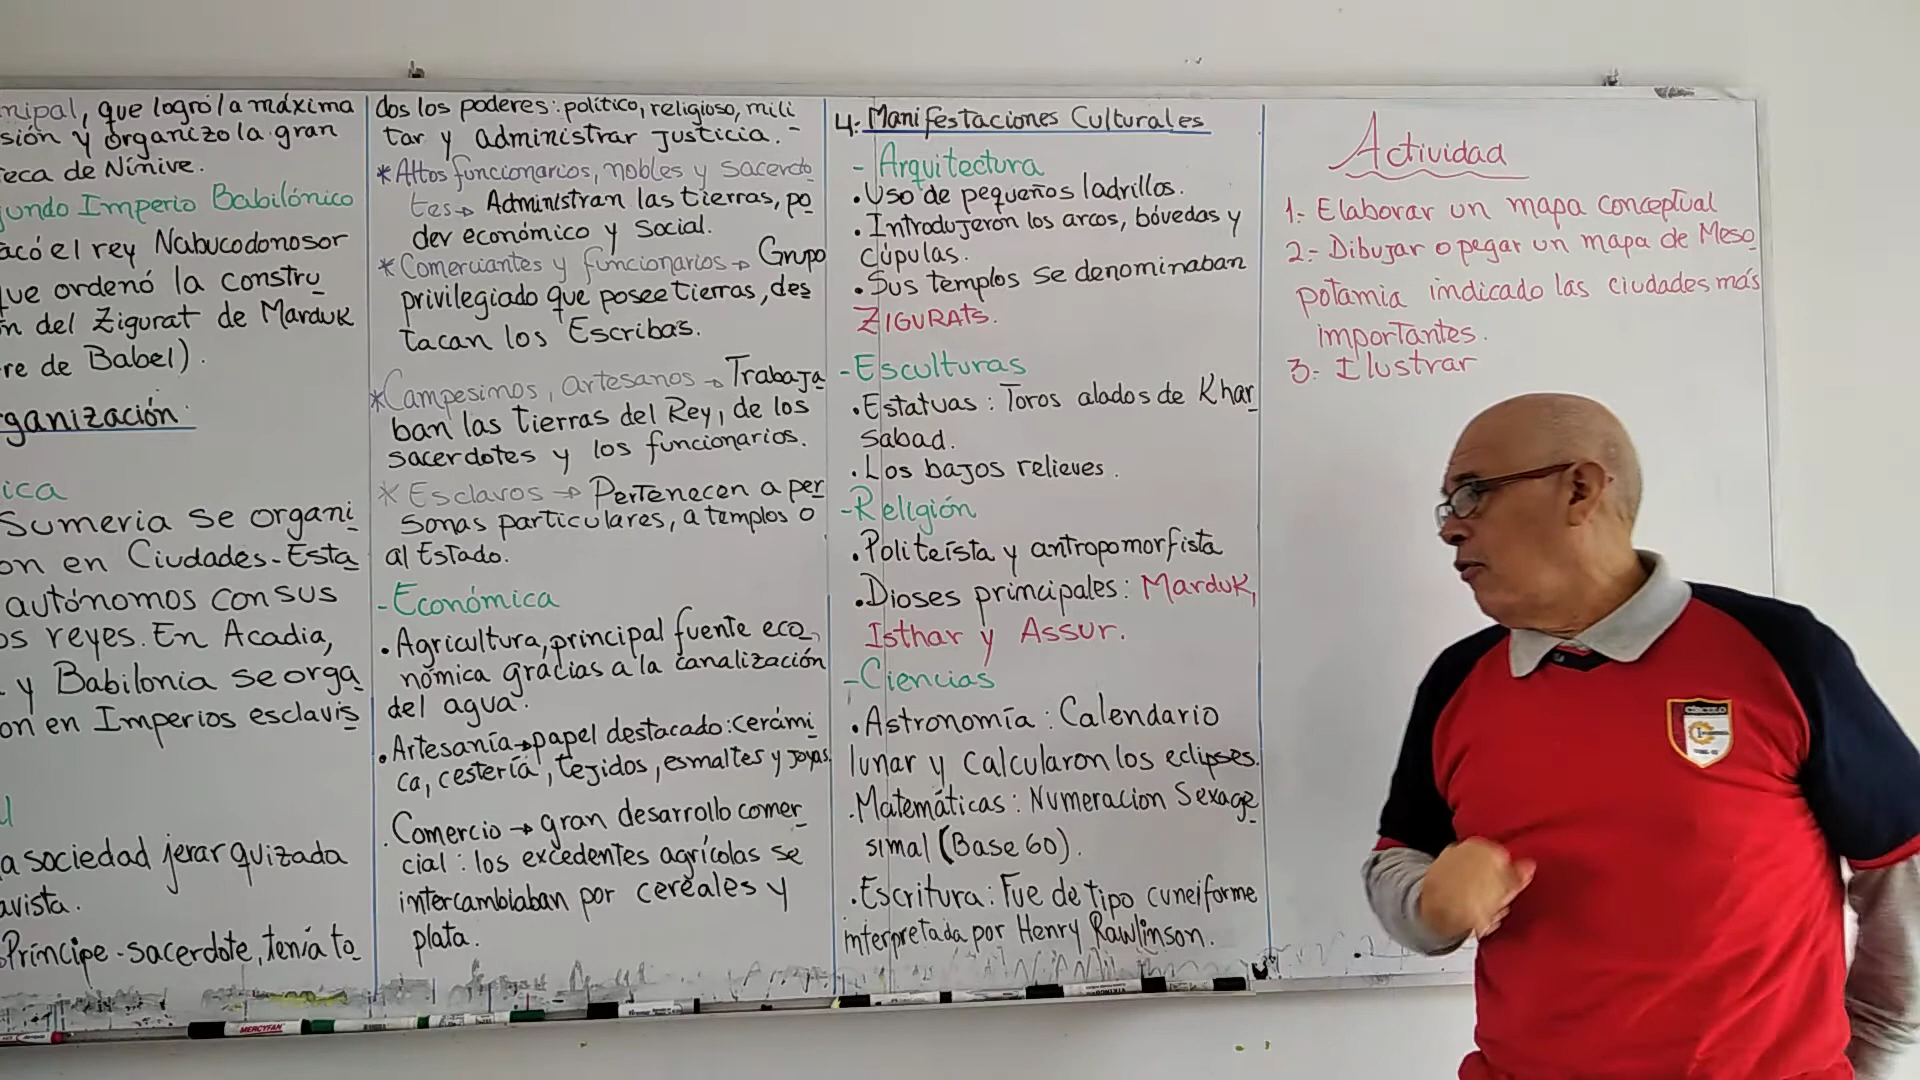 nipal, que logró la máxima
sión y organizo la gran
eca de Nínive.
undo Imperio Babilónico
acó el rey Nabucodonosor
ue ordenó la constru
n del Zigurat de Marduk
re de Babel).
rganización
ica
Sumeria se organi
on en Ciudades-Esta
autónomos con sus
os reyes. En Acadia,
y Babilonia se orga
on en Imperios esclavis
a sociedad jerarquizada
avista.
Príncipe-sacerdote, tenía to
dos los poderes: político, religioso, mili
tar y administrar Justicia.-
*Altos funcionarios, nobles y sacerdo
tes→ Administran las tierras, po
der económico y Social.
*Comerciantes y funcionarios→ Grupo
privilegiado que posee tierras, des
tacan los Escribas.
*Campesinos, artesanos→ Trabaja
ban las tierras del Rey, de los
sacerdotes y los funcionarios.
* Esclavos → Pertenecen a per
sonas particulares, a templos o
al Estado.
-Económica
.Agricultura, principal fuente eco
nómica gracias a la canalización
del agua.
.Artesanía→papel destacado: cerámi
ca, cestería, tejidos, esmaltes y joyas.
.Comercio→ gran desarrollo comer
cial: los excedentes agrícolas se
intercambiaban por cereales y
plata.
4.- Manifestaciones Culturales
- Arquitectura
.Uso de pequeños ladrillos.
.Introdujeron los arcos, bóvedas y
cúpulas.
.Sus templos se denominaban
ZIGURATS.
-Esculturas
.Estatuas: Toros alados de Khar
sabad.
.Los bajos relieves.
-Religión
.Politeísta y antropomorfista
.Dioses principales: Marduk,
Isthar y Assur.
-Ciencias
.Astronomía: Calendario
lunar y calcularon los eclipses.
.Matemáticas: Numeracion Sexage
simal (Base 60).
.Escritura: Fue de tipo cuneiforme
interpretada por Henry Rawlinson.
Actividad
1.- Elaborar un mapa conceptual
2.- Dibujar o pegar un mapa de Meso
potamia indicado las ciudades más
importantes.
3.- Ilustrar
CÍRCULO
MERCYFAN